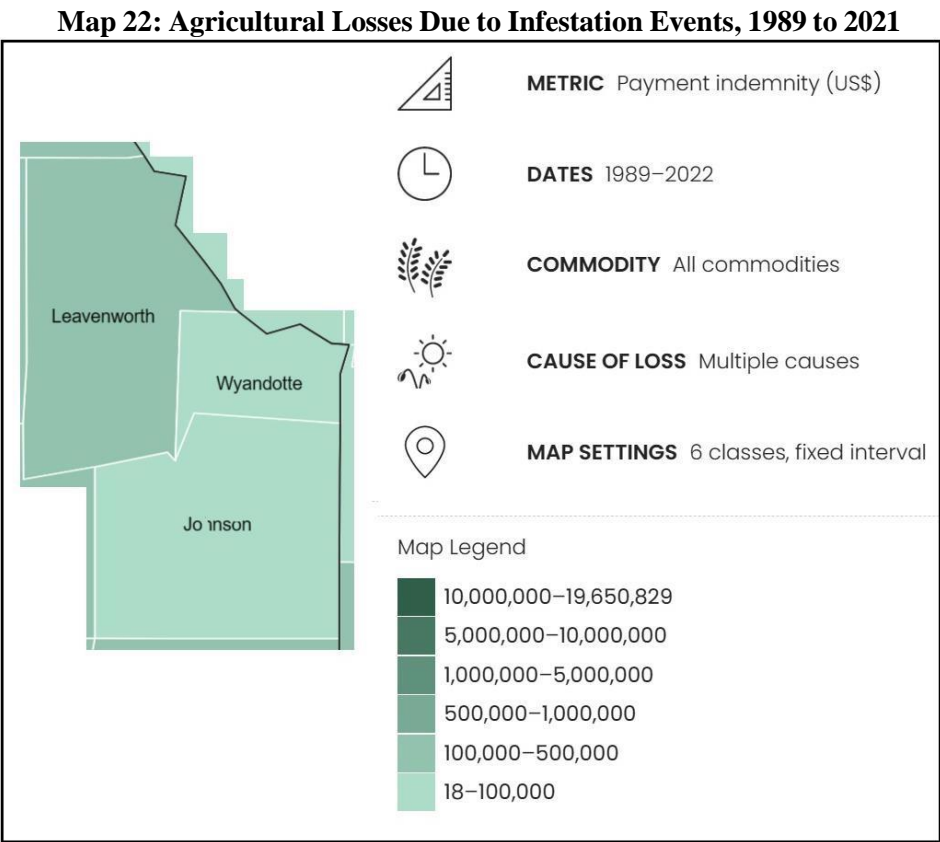 Map 22: Agricultural Losses Due to Infestation Events, 1989 to 2021
METRIC Payment indemnity (US$)
DATES 1989–2022
COMMODITY All commodities
CAUSE OF LOSS Multiple causes
MAP SETTINGS 6 classes, fixed interval
Leavenworth
Wyandotte
Johnson
Map Legend
10,000,000–19,650,829
5,000,000–10,000,000
1,000,000–5,000,000
500,000–1,000,000
100,000–500,000
18–100,000